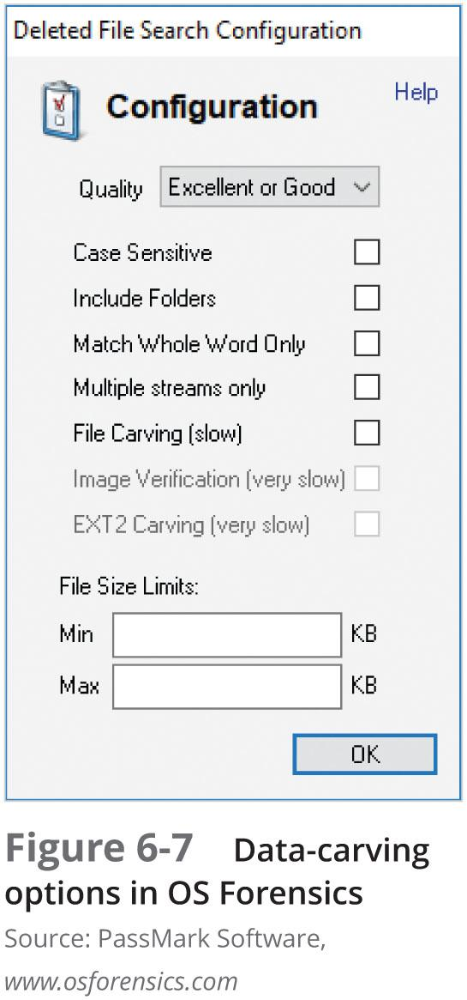 Deleted File Search Configuration
Configuration
Help
Quality Excellent or Good
Case Sensitive
Include Folders
Match Whole Word Only
Multiple streams only
File Carving (slow)
Image Verification (very slow)
EXT2 Carving (very slow)
File Size Limits:
Min KB
Max KB
OK
Figure 6-7 Data-carving
options in OS Forensics
Source: PassMark Software,
www.osforensics.com